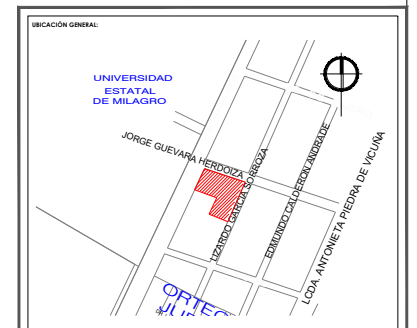 UBICACIÓN GENERAL:
UNIVERSIDAD
ESTATAL
DE MILAGRO
JORGE GUEVARA HERDOIZA
LIZARDO GARCIA SORROZA
EDMUNDO CALDERON ANDRADE
LCDA. ANTONIETA PIEDRA DE VICUÑA